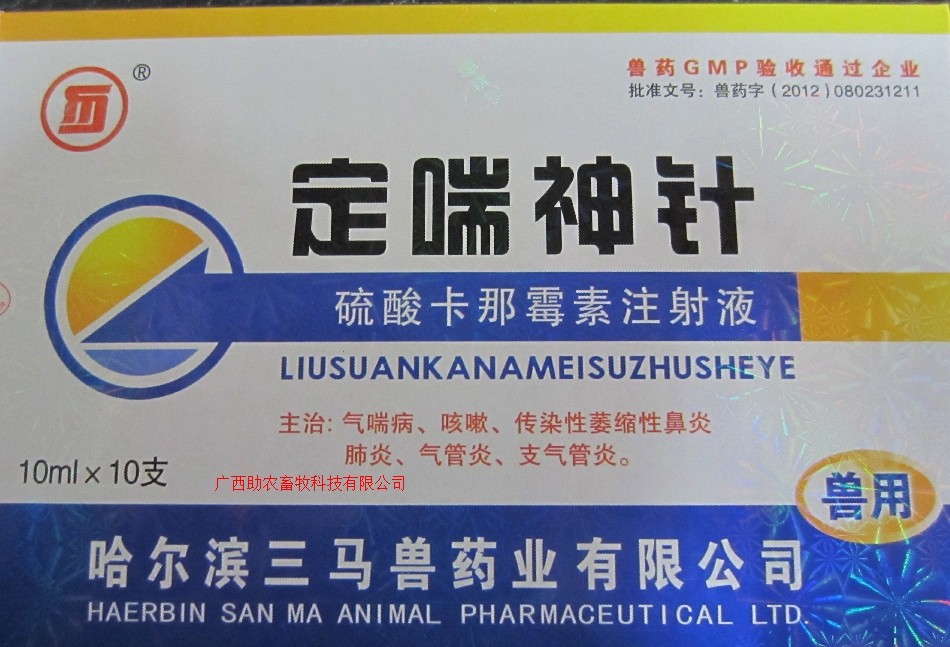 ®
兽药GMP验收通过企业
批准文号：兽药字（2012）080231211
定喘神针
硫酸卡那霉素注射液
LIUSUANKANAMEISUZHUSHEYE
主治：气喘病、咳嗽、传染性萎缩性鼻炎
肺炎、气管炎、支气管炎。
10ml×10支
广西助农畜牧科技有限公司
兽用
哈尔滨三马兽药业有限公司
HAERBIN SAN MA ANIMAL PHARMACEUTICAL LTD.